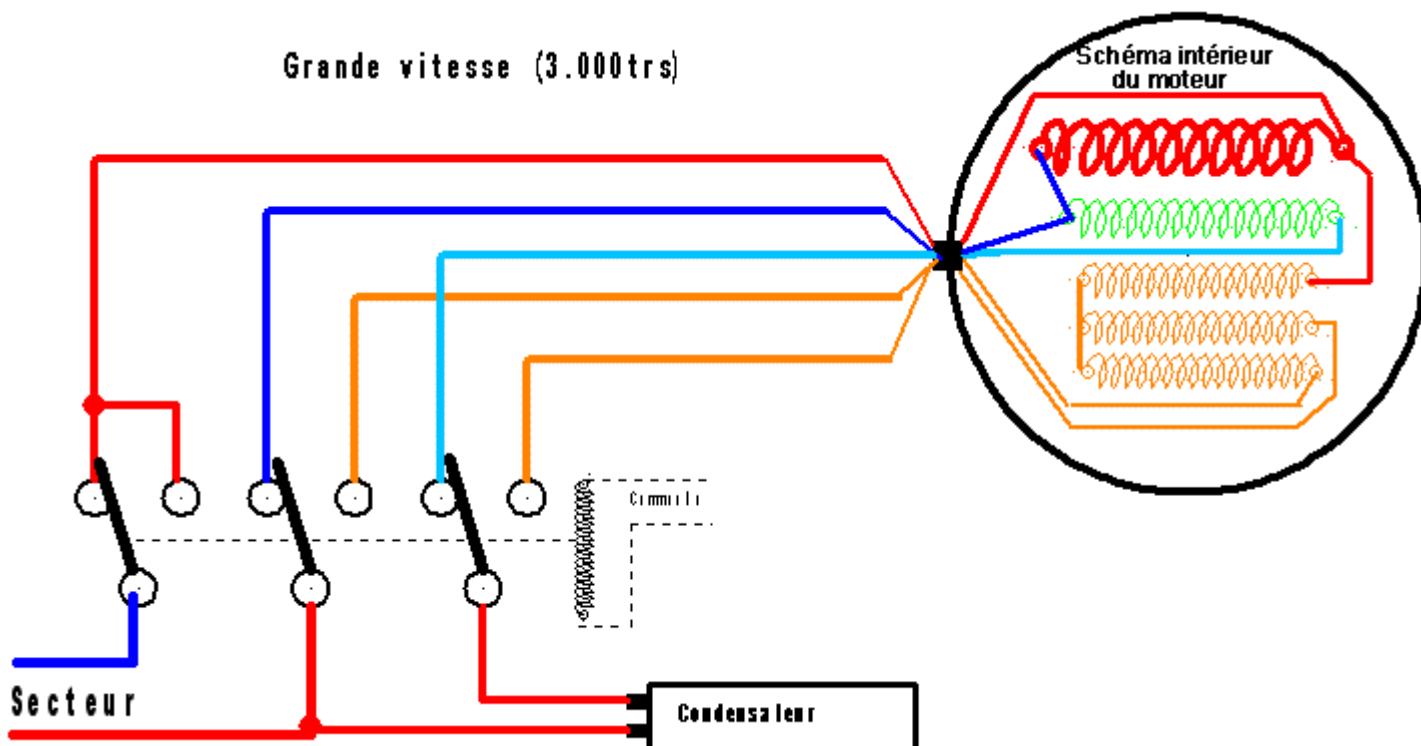 Grande vitesse (3.000trs)
Schéma intérieur
du moteur
Secteur
Condensateur